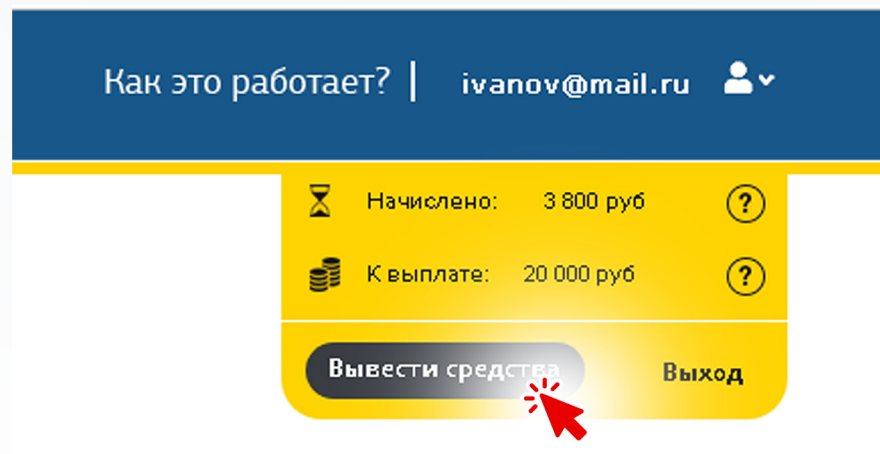 Как это работает? | ivanov@mail.ru
Начислено: 3 800 руб ?
К выплате: 20 000 руб ?
Вывести средства Выход